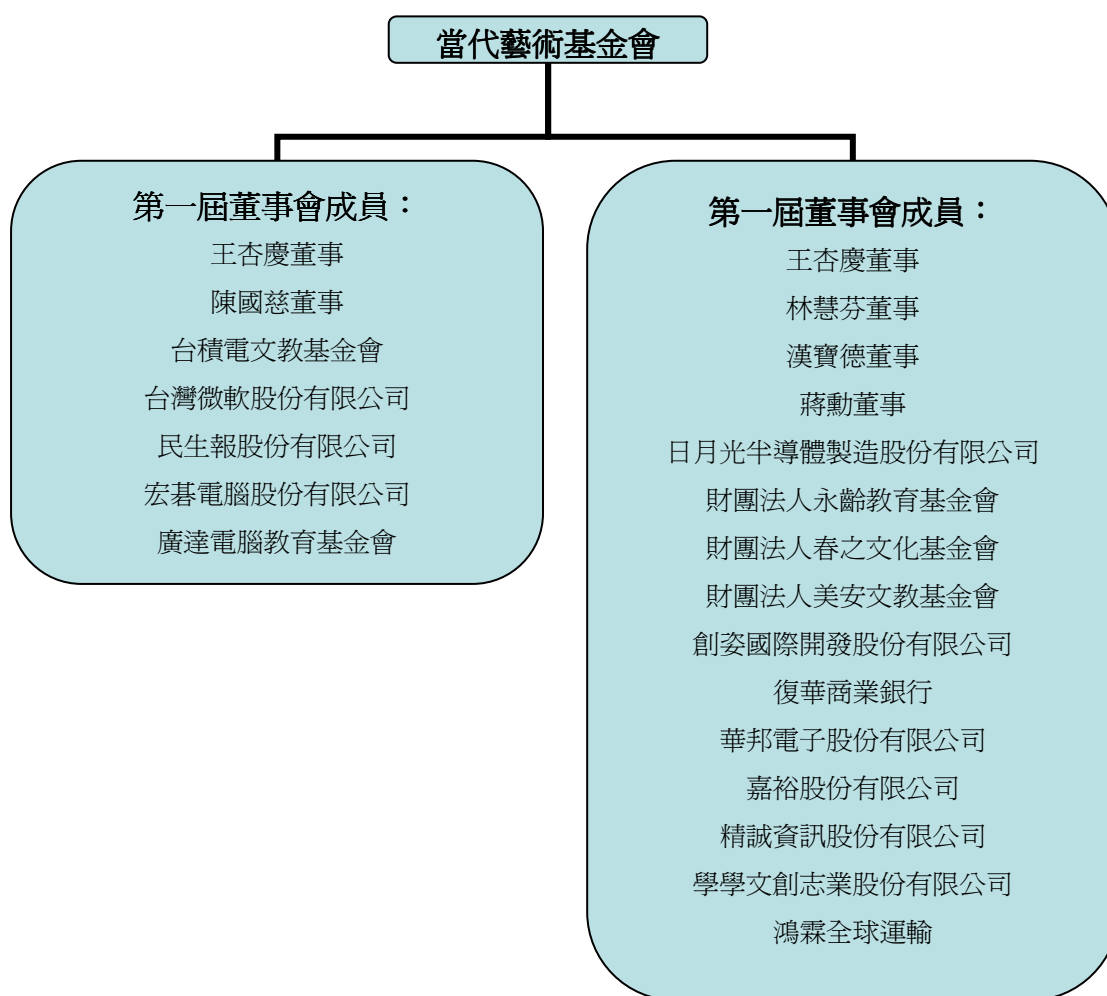 當代藝術基金會
第一屆董事會成員：
王杏慶董事
陳國慈董事
台積電文教基金會
台灣微軟股份有限公司
民生報股份有限公司
宏碁電腦股份有限公司
廣達電腦教育基金會
第一屆董事會成員：
王杏慶董事
林慧芬董事
漢寶德董事
蔣勳董事
日月光半導體製造股份有限公司
財團法人永齡教育基金會
財團法人春之文化基金會
財團法人美安文教基金會
創姿國際開發股份有限公司
復華商業銀行
華邦電子股份有限公司
嘉裕股份有限公司
精誠資訊股份有限公司
學學文創志業股份有限公司
鴻霖全球運輸